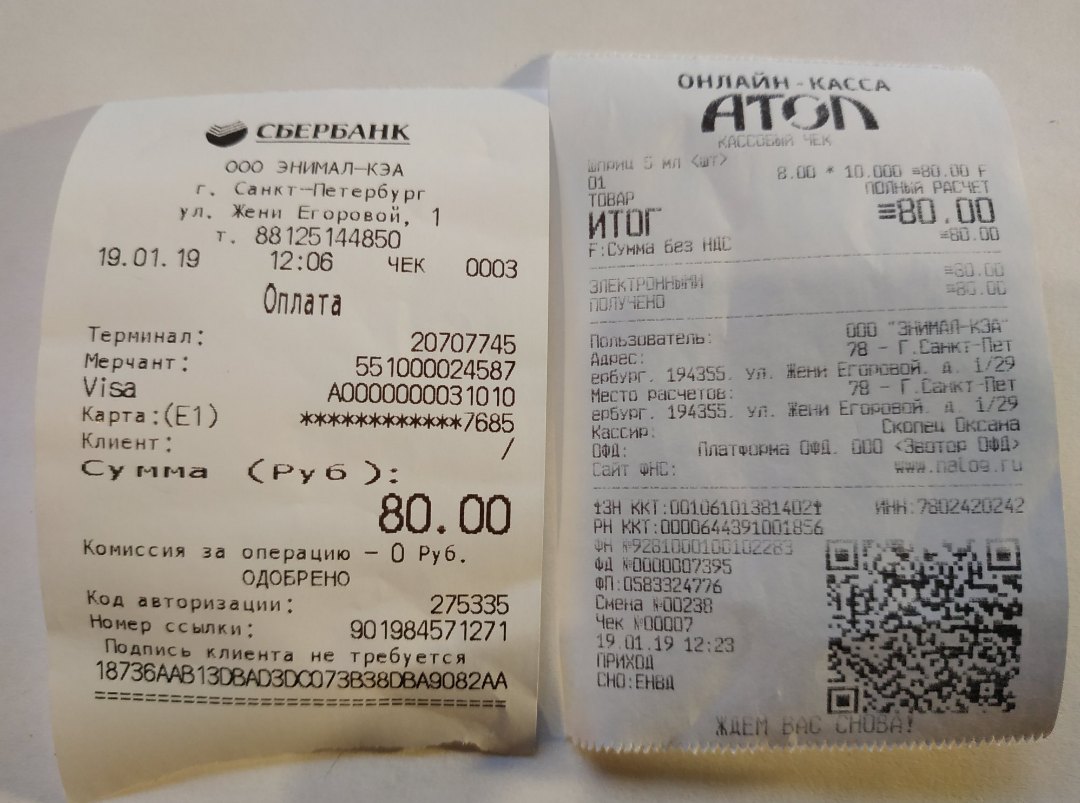 СБЕРБАНК
ООО ЭНИМАЛ-КЭА
г. Санкт-Петербург
ул. Жени Егоровой, 1
т. 88125144850
19.01.19 12:06 ЧЕК 0003
Оплата
Терминал: 20707745
Мерчант: 551000024587
Visa A0000000031010
Карта:(E1) ************7685
Клиент: /
Сумма (Руб):
80.00
Комиссия за операцию – 0 Руб.
ОДОБРЕНО
Код авторизации: 275335
Номер ссылки: 901984571271
Подпись клиента не требуется
18736AAB13DBAD3DC073B38DBA9082AA
==================================
ОНЛАЙН-КАССА
АТОЛ
КАССОВЫЙ ЧЕК
Шприц 5 мл <шт>
8.00 * 10.000 =80.00 F
01 ПОЛНЫЙ РАСЧЕТ
ТОВАР
ИТОГ =80.00
F:Сумма без НДС =80.00
ЭЛЕКТРОННЫМИ =80.00
ПОЛУЧЕНО =80.00
Пользователь: ООО "ЭНИМАЛ-КЭА"
Адрес: 78 - Г.Санкт-Пет
ербург, 194355, ул. Жени Егоровой, д. 1/29
Место расчетов: 78 - Г.Санкт-Пет
ербург, 194355, ул. Жени Егоровой, д. 1/29
Кассир: Скопец Оксана
ОФД: Платформа ОФД, ООО <Эвотор ОФД>
Сайт ФНС: www.nalog.ru
‡ЗН ККТ:00106101381402‡ ИНН:7802420242
РН ККТ:0000644391001856
ФН №9281000100102283
ФД №0000007395
ФП:0583324776
Смена №00238
Чек №00007
19.01.19 12:23
ПРИХОД
СНО:ЕНВД
ЖДЕМ ВАС СНОВА!